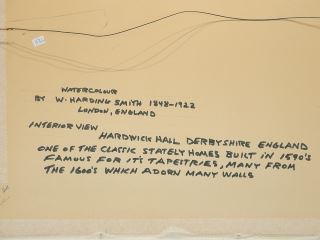 WATERCOLOUR
BY W. HARDING SMITH 1848-1922
LONDON, ENGLAND
INTERIOR VIEW
HARDWICK HALL DERBYSHIRE ENGLAND
ONE OF THE CLASSIC STATELY HOMES BUILT IN 1590'S
FAMOUS FOR IT'S TAPESTRIES, MANY FROM
THE 1600'S WHICH ADORN MANY WALLS